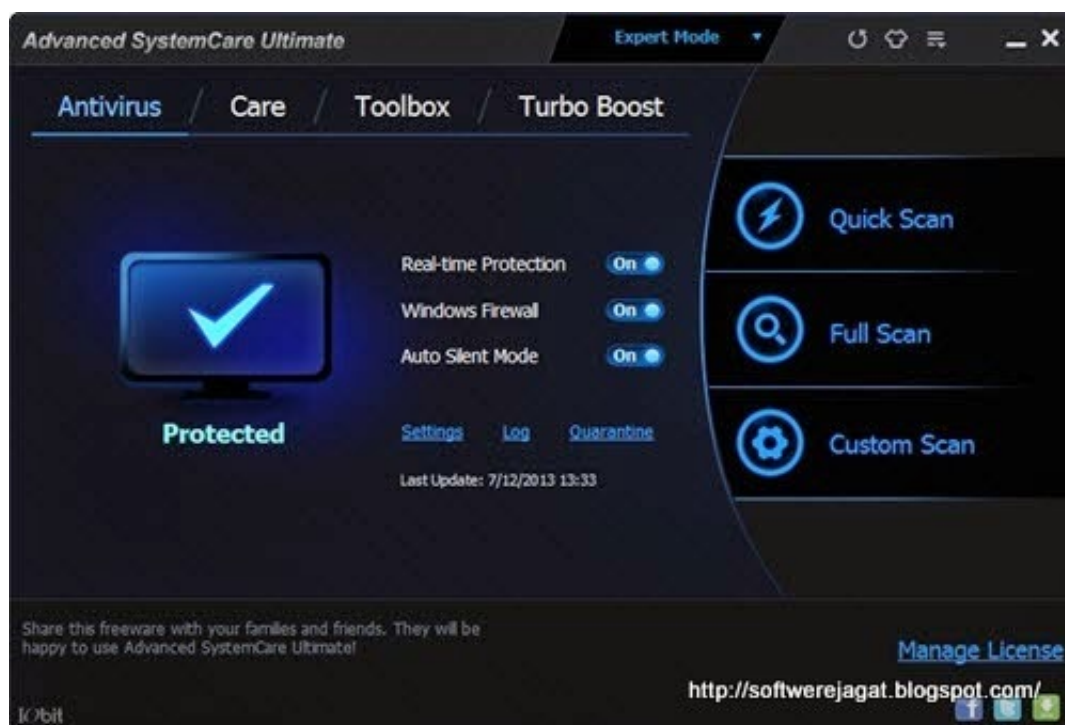 Advanced SystemCare Ultimate
Expert Mode
Antivirus / Care / Toolbox / Turbo Boost
Real-time Protection On
Windows Firewall On
Auto Silent Mode On
Protected
Settings Log Quarantine
Last Update: 7/12/2013 13:33
Quick Scan
Full Scan
Custom Scan
Share this freeware with your families and friends. They will be
happy to use Advanced SystemCare Ultimate!
Manage License
http://softwerejagat.blogspot.com/
IObit